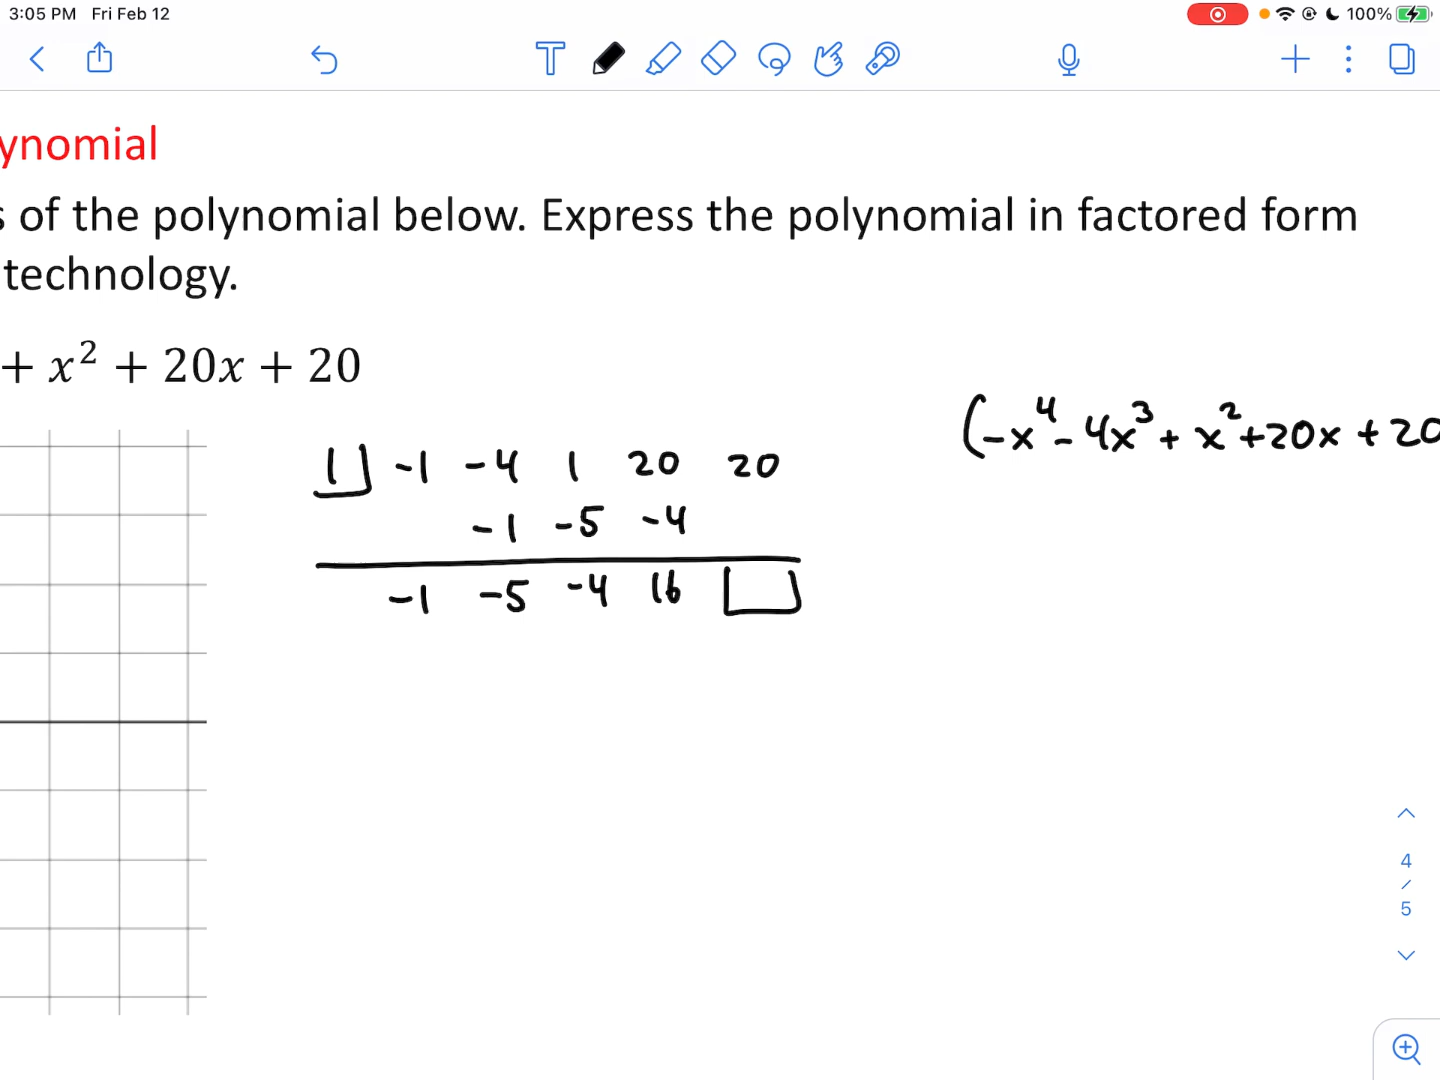 3:05 PM Fri Feb 12 100%
T
ynomial
s of the polynomial below. Express the polynomial in factored form
technology.
+ x² + 20x + 20
(-x⁴ - 4x³ + x² + 20x + 20
1 -1 -4 1 20 20
-1 -5 -4
-1 -5 -4 16
4
/
5